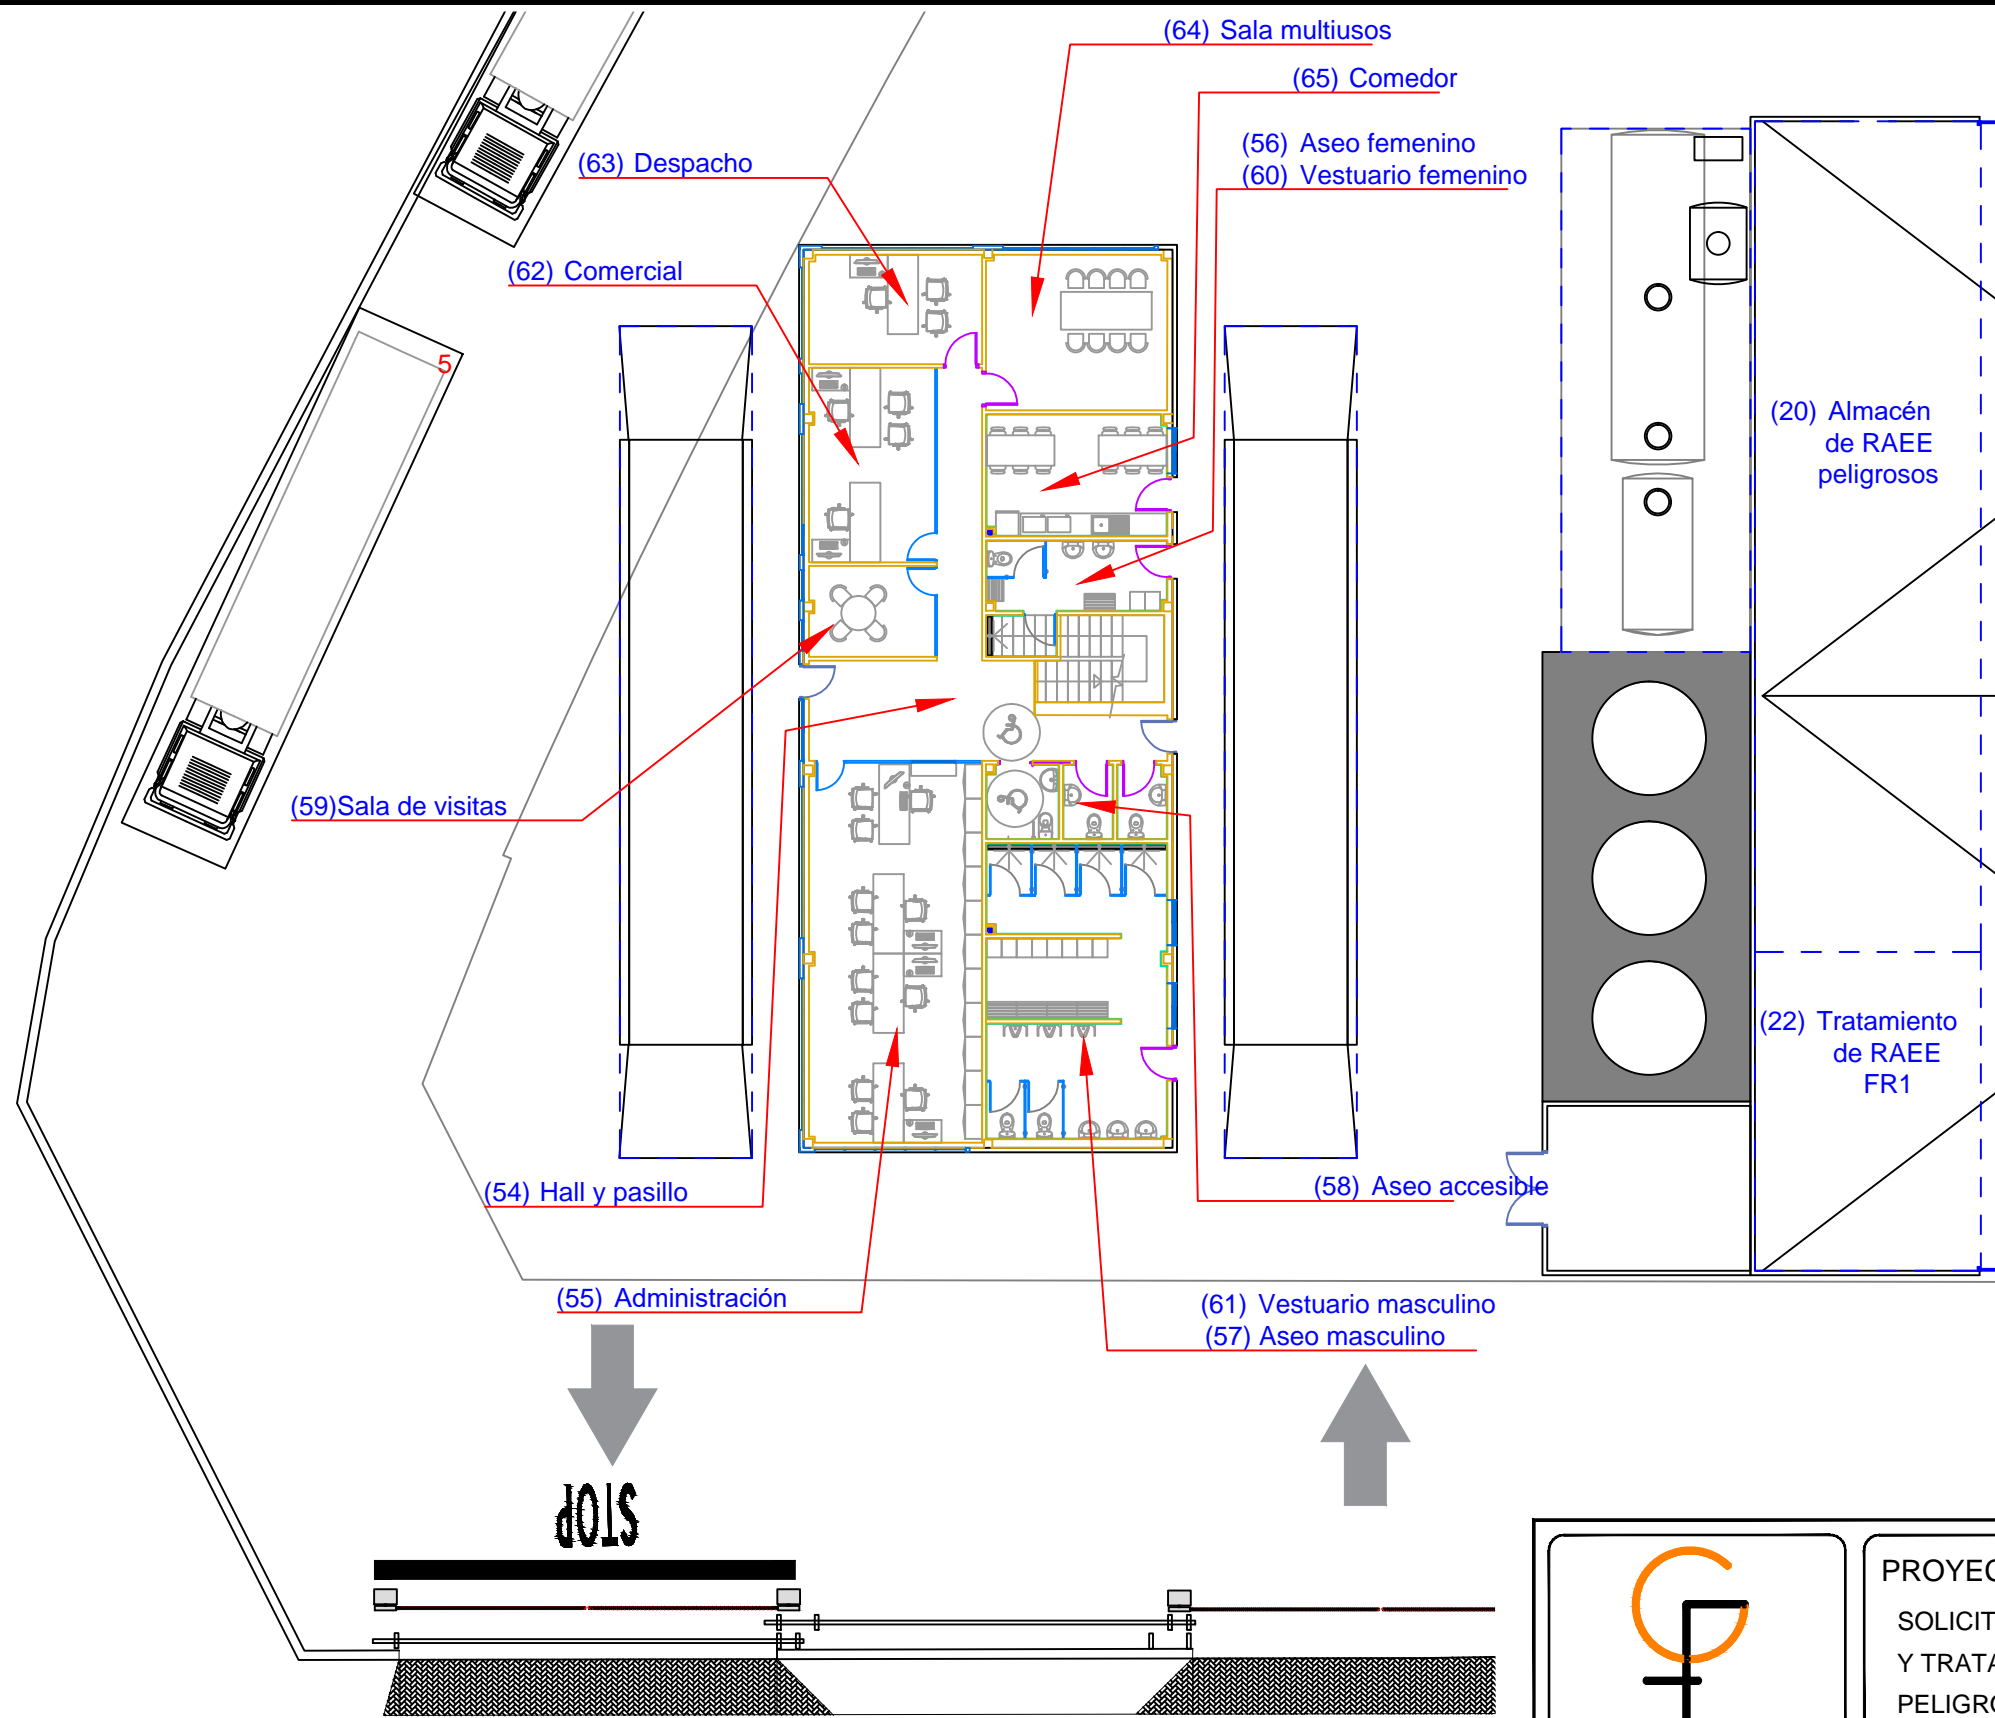 (64) Sala multiusos
(65) Comedor
(56) Aseo femenino
(60) Vestuario femenino
(63) Despacho
(62) Comercial
5
(20) Almacén
de RAEE
peligrosos
(59)Sala de visitas
(22) Tratamiento
de RAEE
FR1
(54) Hall y pasillo
(58) Aseo accesible
(55) Administración
(61) Vestuario masculino
(57) Aseo masculino
STOP
PROYEC
SOLICIT
Y TRATA
PELIGRO